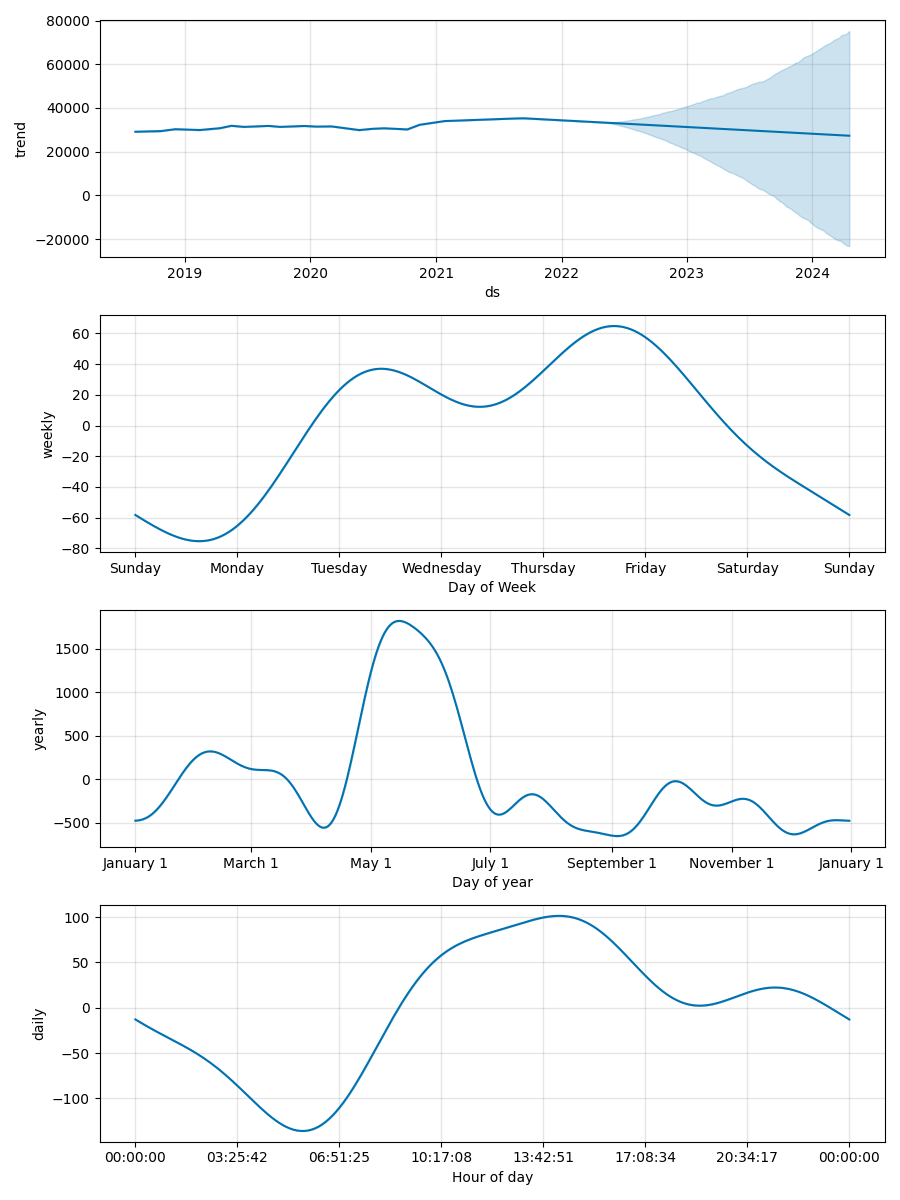 80000
60000
40000
20000
0
−20000
trend
2019 2020 2021 2022 2023 2024
ds
60
40
20
0
−20
−40
−60
−80
weekly
Sunday Monday Tuesday Wednesday Thursday Friday Saturday Sunday
Day of Week
1500
1000
500
0
−500
yearly
January 1 March 1 May 1 July 1 September 1 November 1 January 1
Day of year
100
50
0
−50
−100
daily
00:00:00 03:25:42 06:51:25 10:17:08 13:42:51 17:08:34 20:34:17 00:00:00
Hour of day